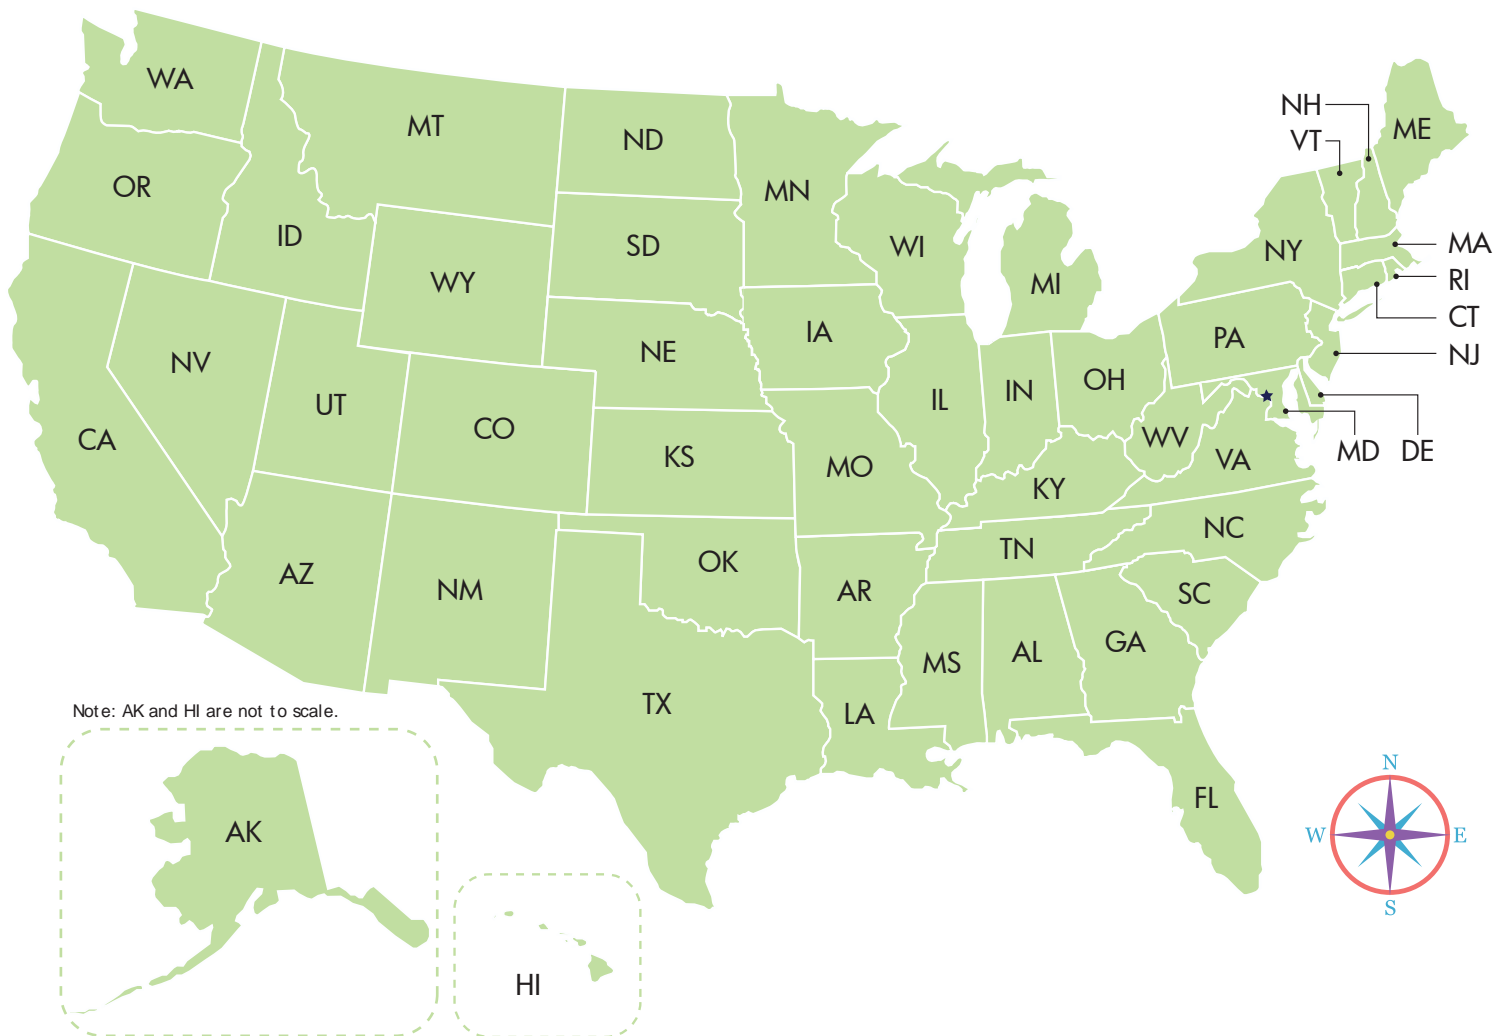 WA
MT
ND
MN
OR
ID
SD
WI
MI
WY
NH
VT
ME
NY
MA
RI
CT
NJ
PA
IA
NE
NV
UT
CO
CA
IL
IN
OH
KS
MO
WV
VA
MD
DE
KY
NC
TN
OK
AR
AZ
NM
SC
GA
AL
MS
TX
LA
FL
Note: AK and HI are not to scale.
AK
HI
N
W
E
S